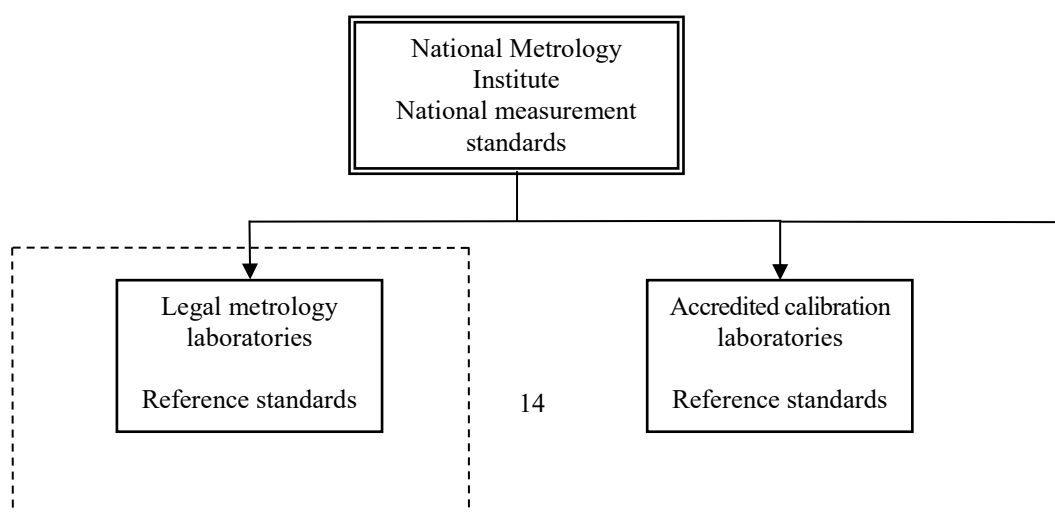 National Metrology
Institute
National measurement
standards
Legal metrology
laboratories
Reference standards
14
Accredited calibration
laboratories
Reference standards